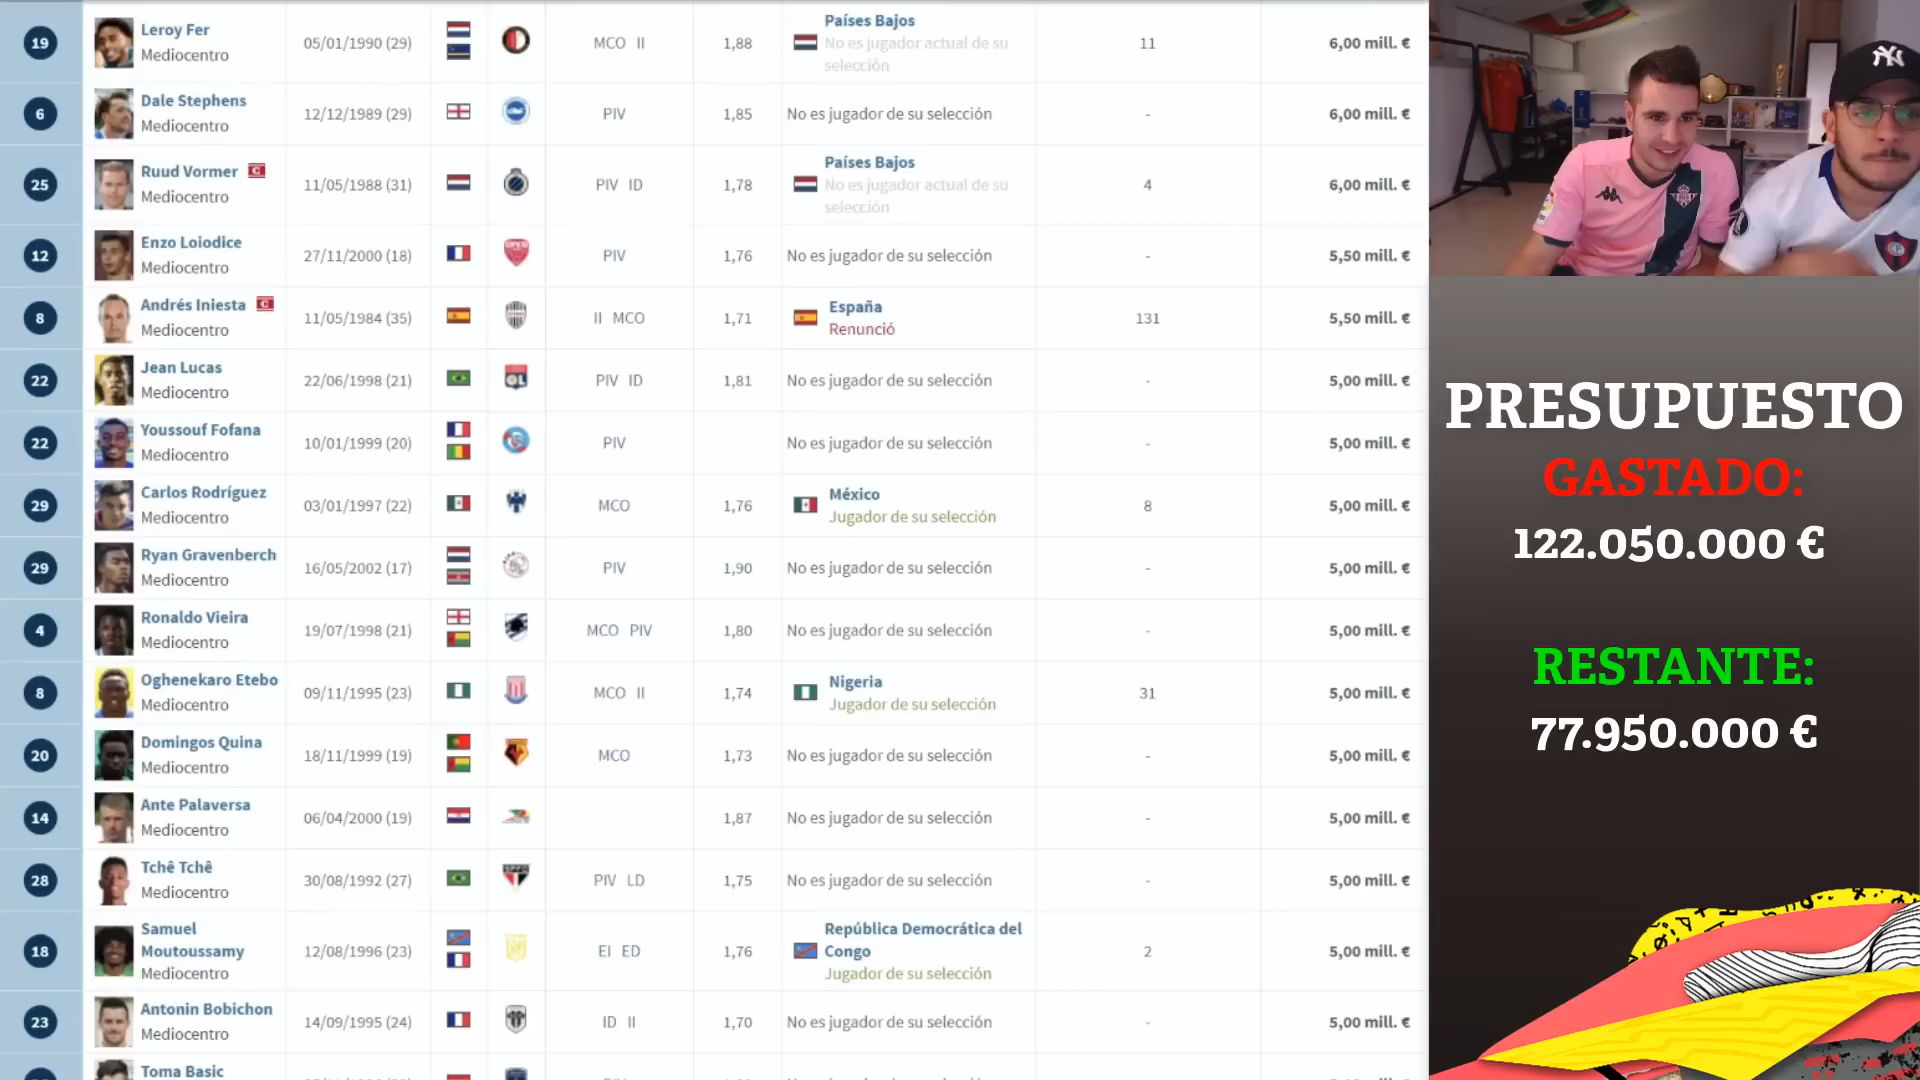 19 Leroy Fer Mediocentro 05/01/1990 (29) MCO II 1,88 Países Bajos No es jugador actual de su selección 11 6,00 mill. €
6 Dale Stephens Mediocentro 12/12/1989 (29) PIV 1,85 No es jugador de su selección - 6,00 mill. €
25 Ruud Vormer C Mediocentro 11/05/1988 (31) PIV ID 1,78 Países Bajos No es jugador actual de su selección 4 6,00 mill. €
12 Enzo Loiodice Mediocentro 27/11/2000 (18) PIV 1,76 No es jugador de su selección - 5,50 mill. €
8 Andrés Iniesta C Mediocentro 11/05/1984 (35) II MCO 1,71 España Renunció 131 5,50 mill. €
22 Jean Lucas Mediocentro 22/06/1998 (21) PIV ID 1,81 No es jugador de su selección - 5,00 mill. €
22 Youssouf Fofana Mediocentro 10/01/1999 (20) PIV No es jugador de su selección - 5,00 mill. €
29 Carlos Rodríguez Mediocentro 03/01/1997 (22) MCO 1,76 México Jugador de su selección 8 5,00 mill. €
29 Ryan Gravenberch Mediocentro 16/05/2002 (17) PIV 1,90 No es jugador de su selección - 5,00 mill. €
4 Ronaldo Vieira Mediocentro 19/07/1998 (21) MCO PIV 1,80 No es jugador de su selección - 5,00 mill. €
8 Oghenekaro Etebo Mediocentro 09/11/1995 (23) MCO II 1,74 Nigeria Jugador de su selección 31 5,00 mill. €
20 Domingos Quina Mediocentro 18/11/1999 (19) MCO 1,73 No es jugador de su selección - 5,00 mill. €
14 Ante Palaversa Mediocentro 06/04/2000 (19) 1,87 No es jugador de su selección - 5,00 mill. €
28 Tchê Tchê Mediocentro 30/08/1992 (27) PIV LD 1,75 No es jugador de su selección - 5,00 mill. €
18 Samuel Moutoussamy Mediocentro 12/08/1996 (23) EI ED 1,76 República Democrática del Congo Jugador de su selección 2 5,00 mill. €
23 Antonin Bobichon Mediocentro 14/09/1995 (24) ID II 1,70 No es jugador de su selección - 5,00 mill. €
Toma Basic
PRESUPUESTO
GASTADO:
122.050.000 €
RESTANTE:
77.950.000 €